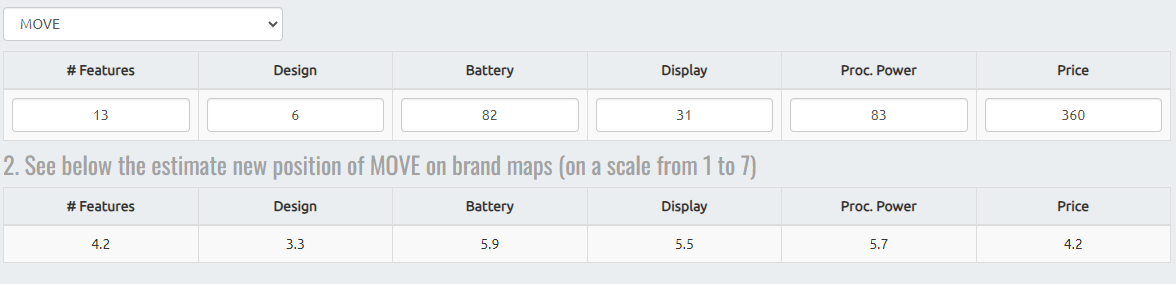 MOVE
# Features Design Battery Display Proc. Power Price
13 6 82 31 83 360
2. See below the estimate new position of MOVE on brand maps (on a scale from 1 to 7)
# Features Design Battery Display Proc. Power Price
4.2 3.3 5.9 5.5 5.7 4.2